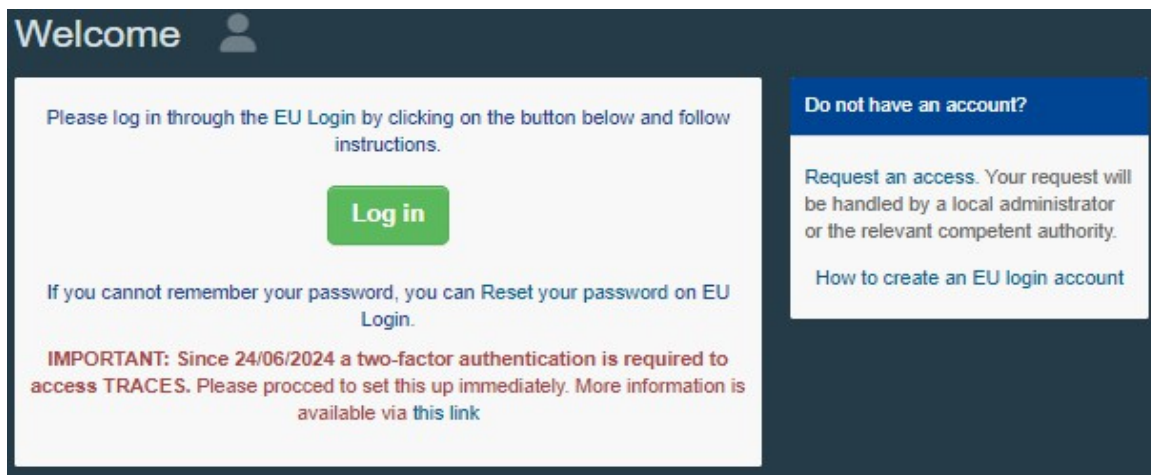 Welcome
Please log in through the EU Login by clicking on the button below and follow
instructions.
Log in
If you cannot remember your password, you can Reset your password on EU
Login.
IMPORTANT: Since 24/06/2024 a two-factor authentication is required to
access TRACES. Please procced to set this up immediately. More information is
available via this link
Do not have an account?
Request an access. Your request will
be handled by a local administrator
or the relevant competent authority.
How to create an EU login account